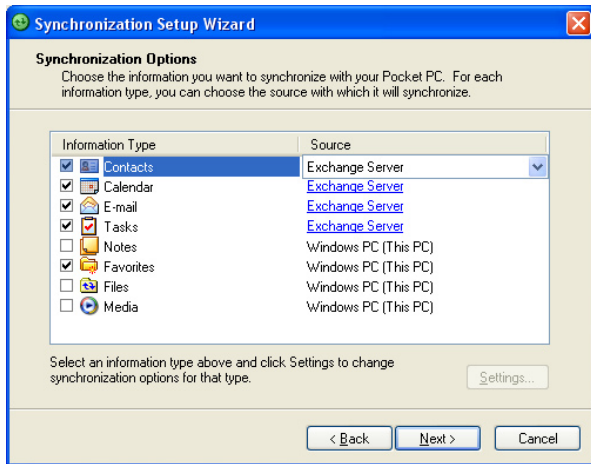 Synchronization Setup Wizard
Synchronization Options
Choose the information you want to synchronize with your Pocket PC. For each
information type, you can choose the source with which it will synchronize.
Information Type Source
Contacts Exchange Server
Calendar Exchange Server
E-mail Exchange Server
Tasks Exchange Server
Notes Windows PC (This PC)
Favorites Windows PC (This PC)
Files Windows PC (This PC)
Media Windows PC (This PC)
Select an information type above and click Settings to change
synchronization options for that type.
Settings...
< Back Next > Cancel